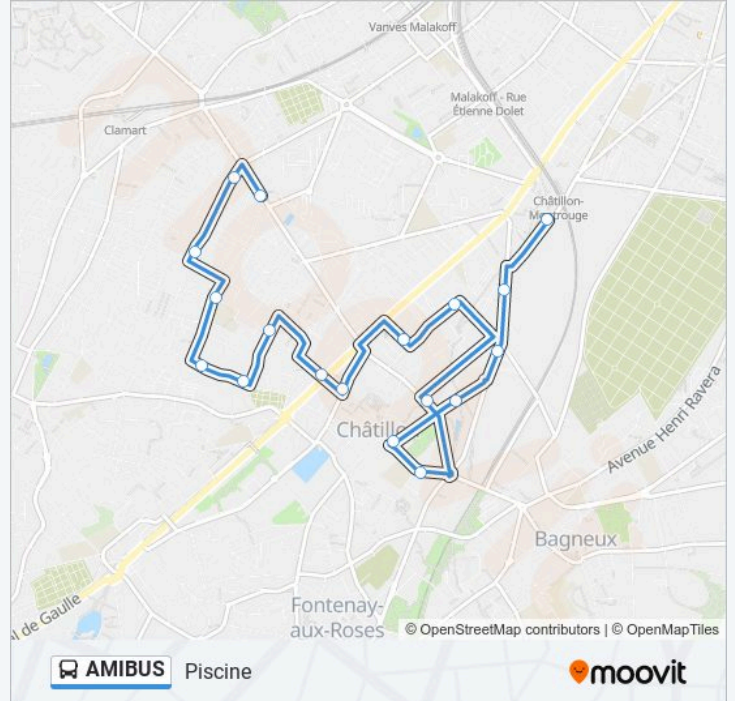 Vanves Malakoff
Malakoff - Rue
Étienne Dolet
Clamart
Châtillon-
Montrouge
Avenue Henri Ravera
Bagneux
Fontenay-
aux-Roses
al de Gaulle
© OpenStreetMap contributors | © OpenMapTiles
AMIBUS Piscine
moovit